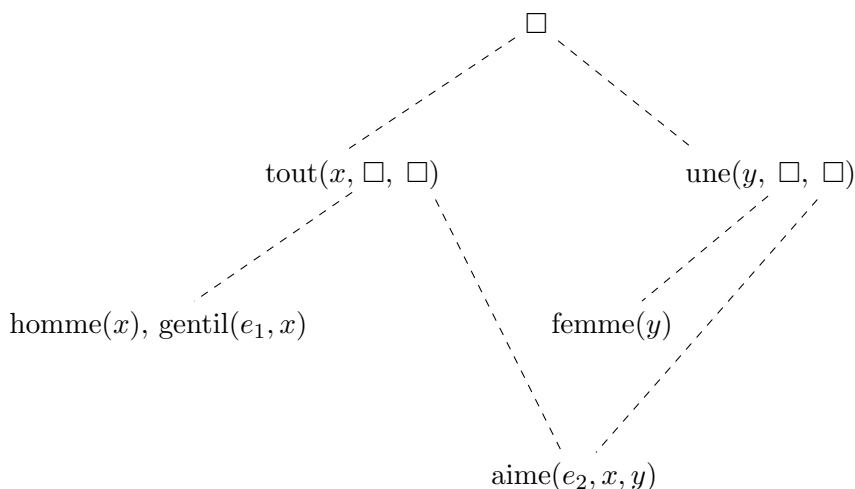 □
tout(x, □, □) une(y, □, □)
homme(x), gentil(e₁, x) femme(y)
aime(e₂, x, y)